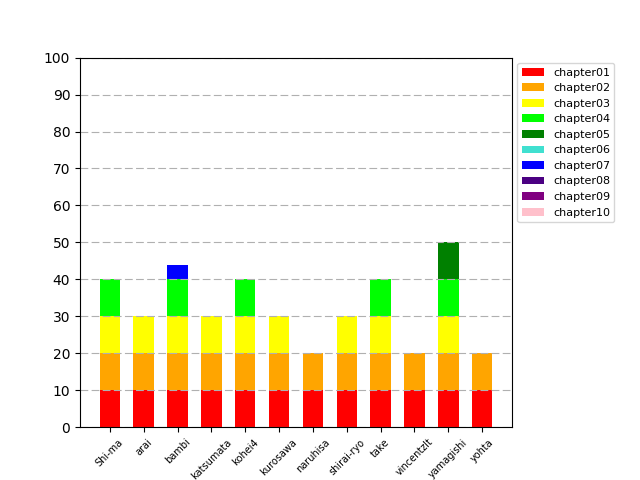 100
90
80
70
60
50
40
30
20
10
0
Shi-ma
arai
bambi
katsumata
kohei4
kurosawa
naruhisa
shirai-ryo
take
vincentzlt
yamagishi
yohta
chapter01
chapter02
chapter03
chapter04
chapter05
chapter06
chapter07
chapter08
chapter09
chapter10